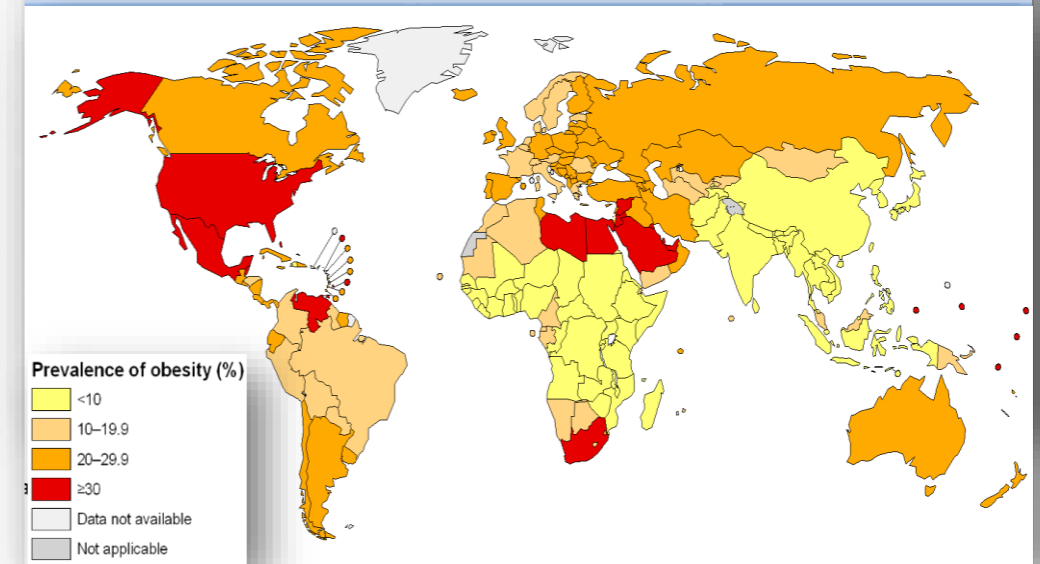 Prevalence of obesity (%)
<10
10–19.9
20–29.9
≥30
Data not available
Not applicable